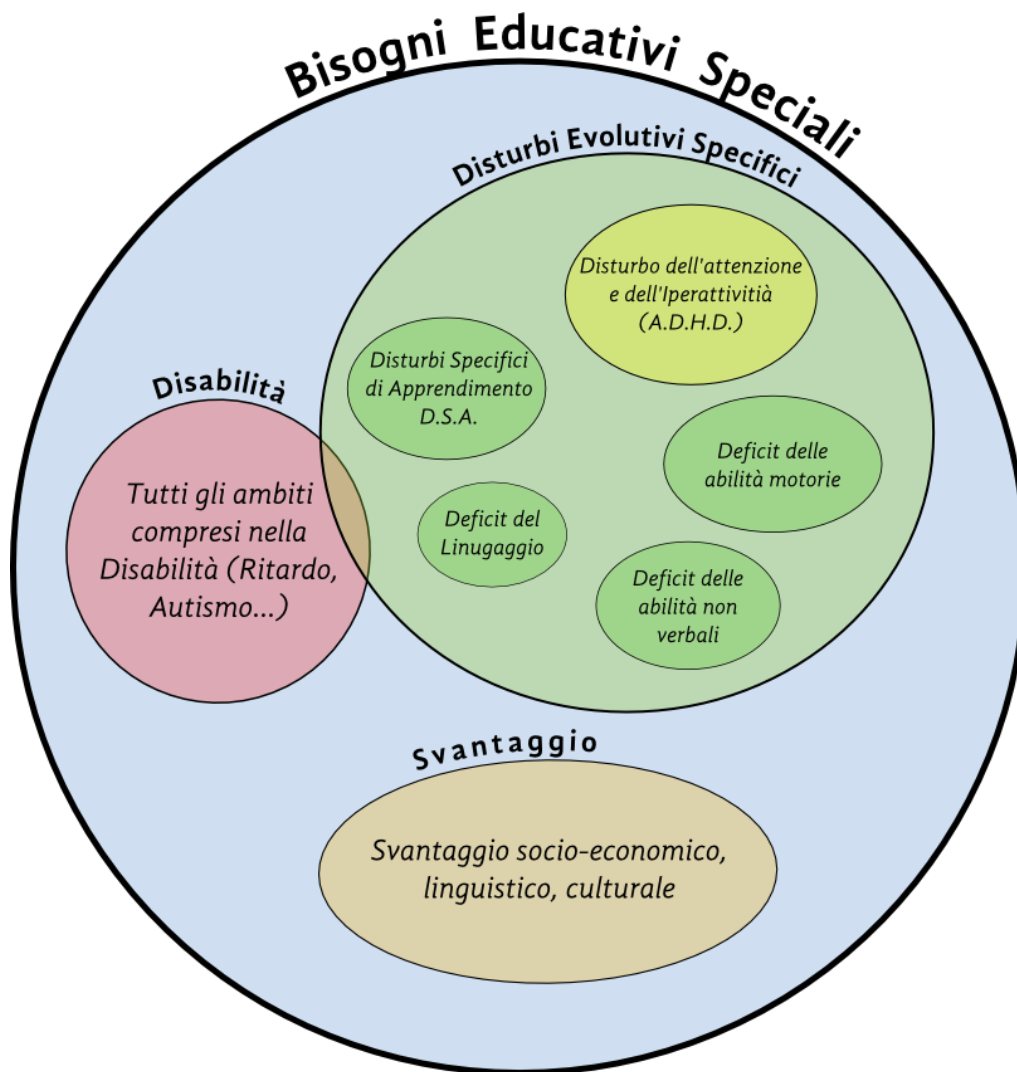 Bisogni Educativi Speciali
Disturbi Evolutivi Specifici
Disturbo dell'attenzione
e dell'Iperattivitià
(A.D.H.D.)
Disturbi Specifici
di Apprendimento
D.S.A.
Deficit delle
abilità motorie
Deficit del
Linugaggio
Deficit delle
abilità non
verbali
Disabilità
Tutti gli ambiti
compresi nella
Disabilità (Ritardo,
Autismo...)
Svantaggio
Svantaggio socio-economico,
linguistico, culturale